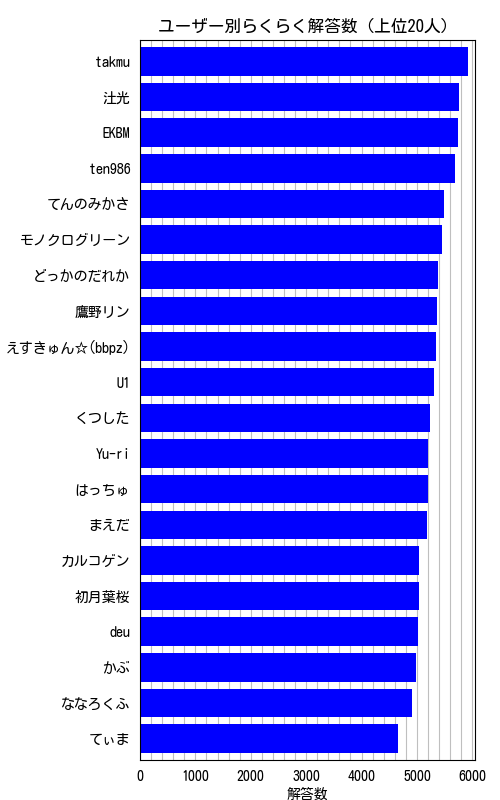 ユーザー別らくらく解答数 (上位20人)
takmu
汢光
EKBM
ten986
てんのみかさ
モノクログリーン
どっかのだれか
鷹野リン
えすきゅん☆(bbpz)
U1
くつした
Yu-ri
はっちゅ
まえだ
カルコゲン
初月葉桜
deu
かぶ
ななろくふ
てぃま
0 1000 2000 3000 4000 5000 6000
解答数